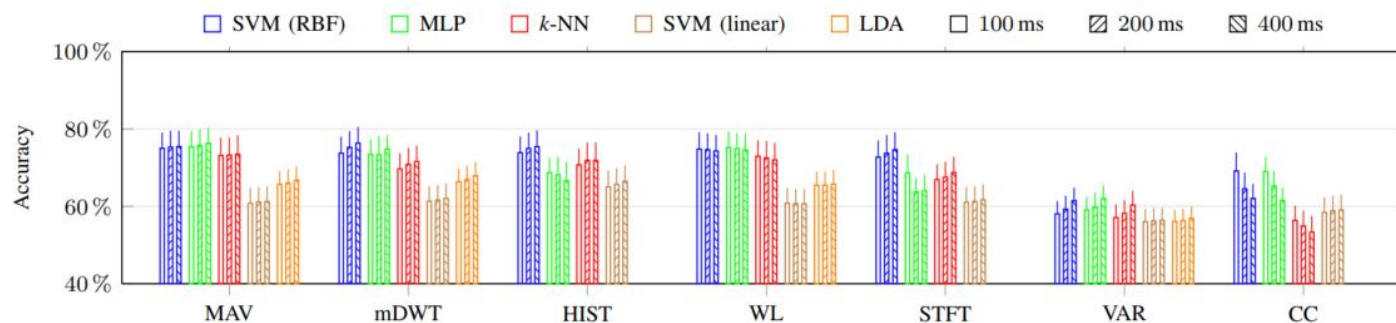 SVM (RBF) MLP k-NN SVM (linear) LDA 100 ms 200 ms 400 ms
100 %
80 %
60 %
40 %
Accuracy
MAV mDWT HIST WL STFT VAR CC